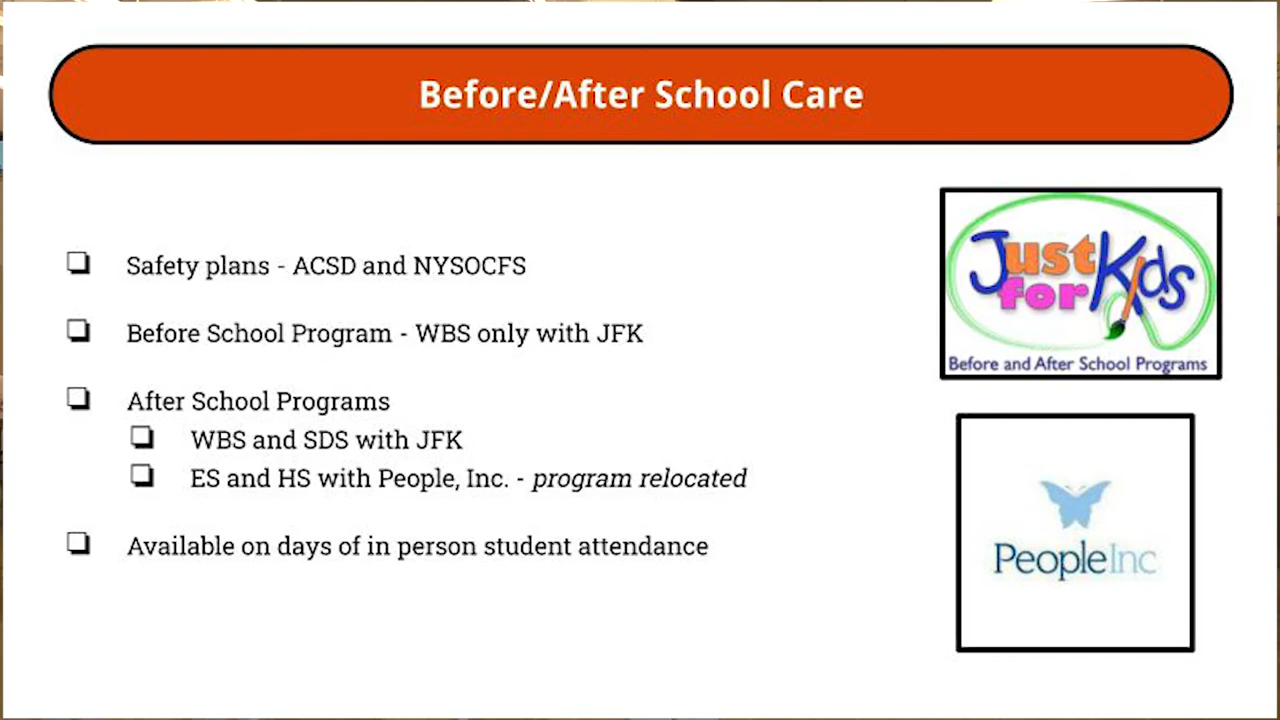 Before/After School Care
Safety plans - ACSD and NYSOCFS
Before School Program - WBS only with JFK
After School Programs
WBS and SDS with JFK
ES and HS with People, Inc. - program relocated
Available on days of in person student attendance
Just
for Kids
Before and After School Programs
PeopleInc